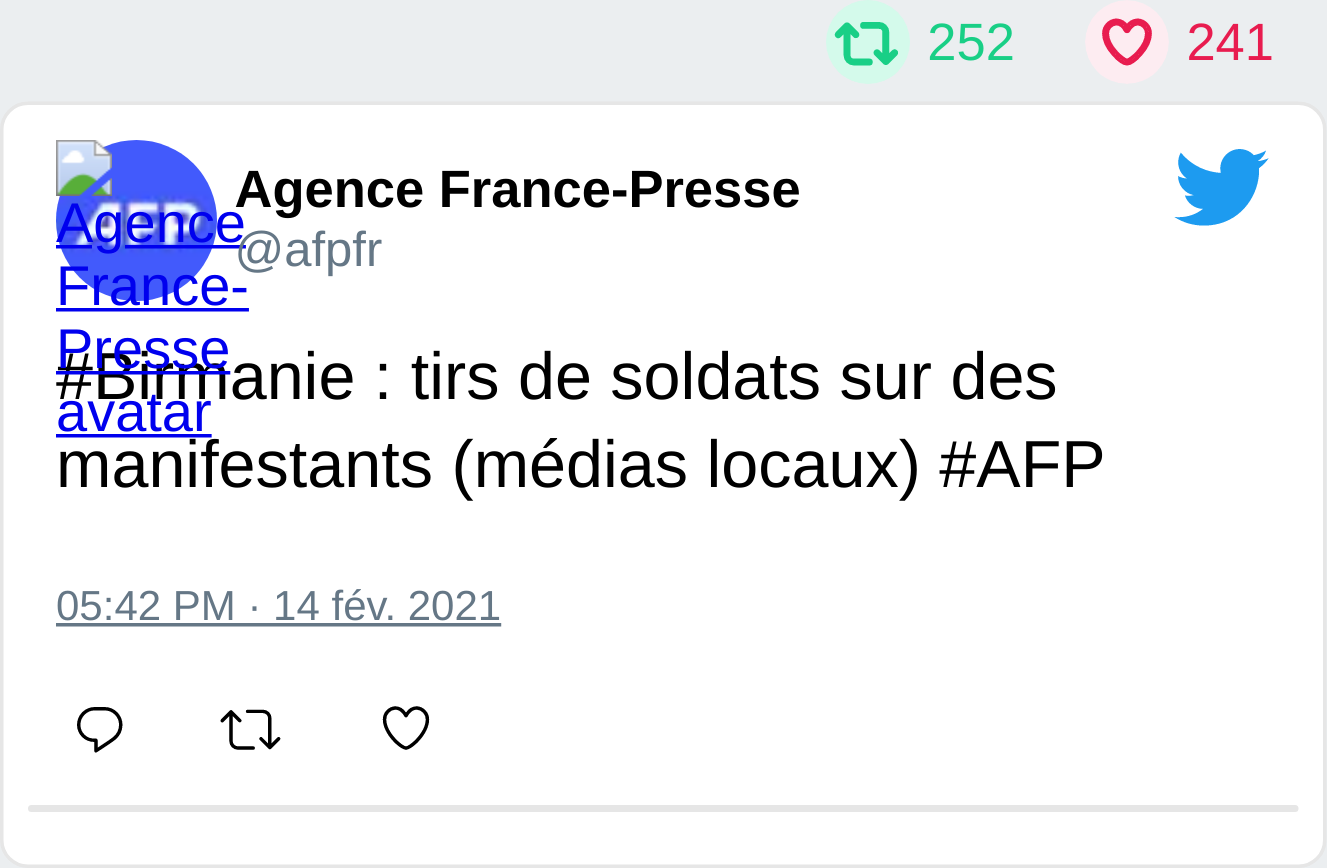 252 241
Agence France-Presse
@afpfr
AFP
Agence
France-
Presse
avatar
#Birmanie : tirs de soldats sur des
manifestants (médias locaux) #AFP
05:42 PM · 14 fév. 2021